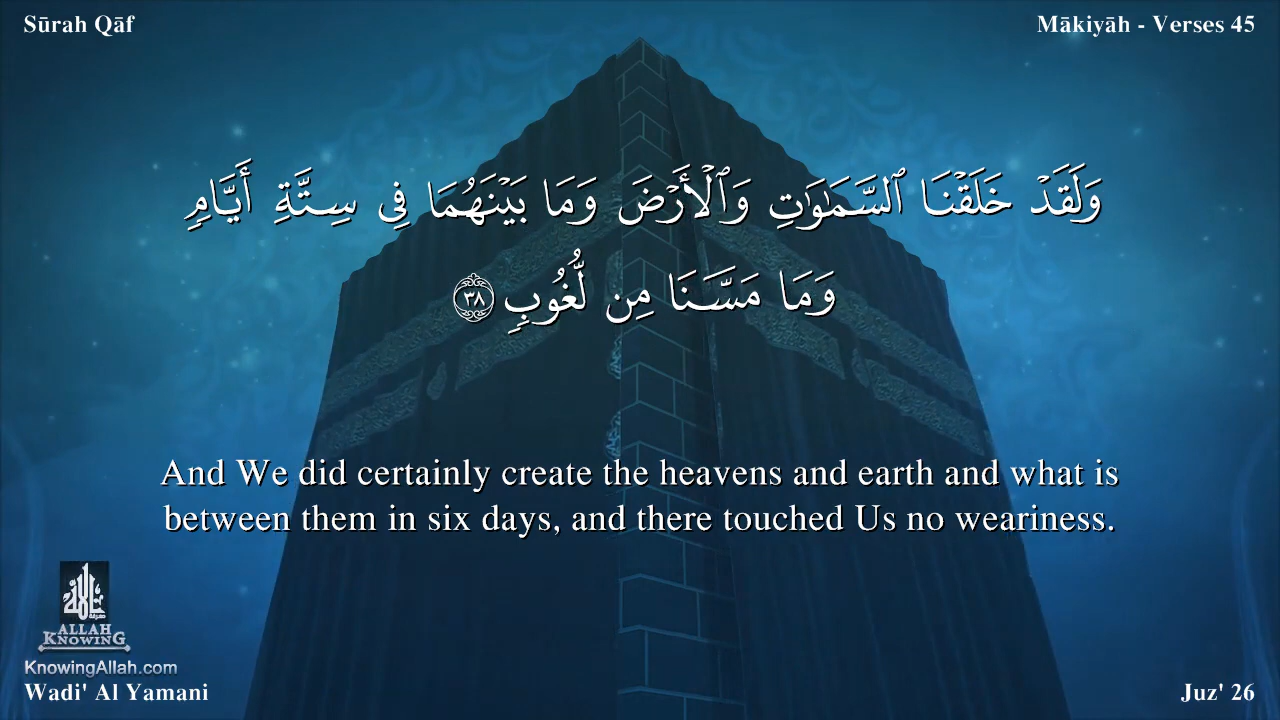 Sūrah Qāf
Mākiyāh - Verses 45
وَلَقَدْ خَلَقْنَا ٱلسَّمَـٰوَٰتِ وَٱلْأَرْضَ وَمَا بَيْنَهُمَا فِى سِتَّةِ أَيَّامٍ
وَمَا مَسَّنَا مِن لُّغُوبٍ ٣٨
And We did certainly create the heavens and earth and what is
between them in six days, and there touched Us no weariness.
ALLAH
KNOWING
KnowingAllah.com
Wadi' Al Yamani
Juz' 26